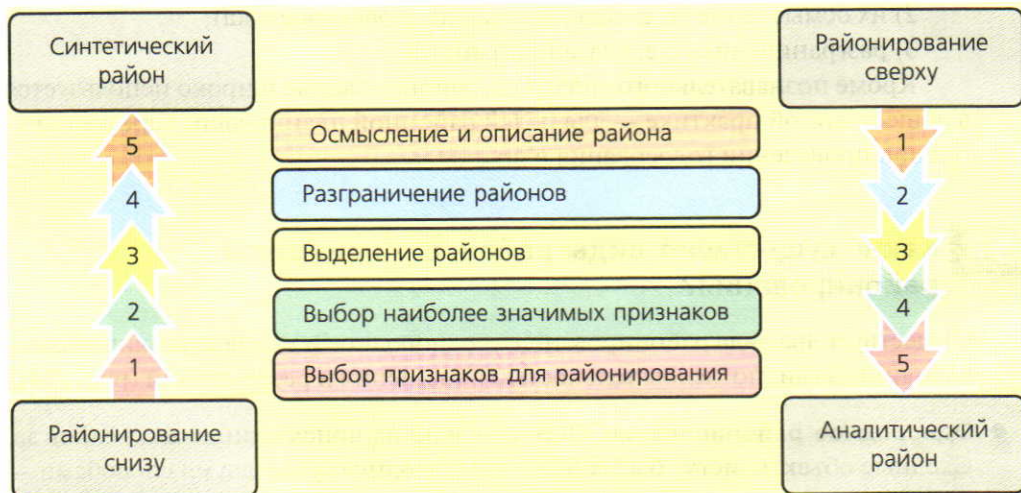 Синтетический
район
Районирование
сверху
Осмысление и описание района
Разграничение районов
Выделение районов
Выбор наиболее значимых признаков
Выбор признаков для районирования
5
4
3
2
1
1
2
3
4
5
Районирование
снизу
Аналитический
район